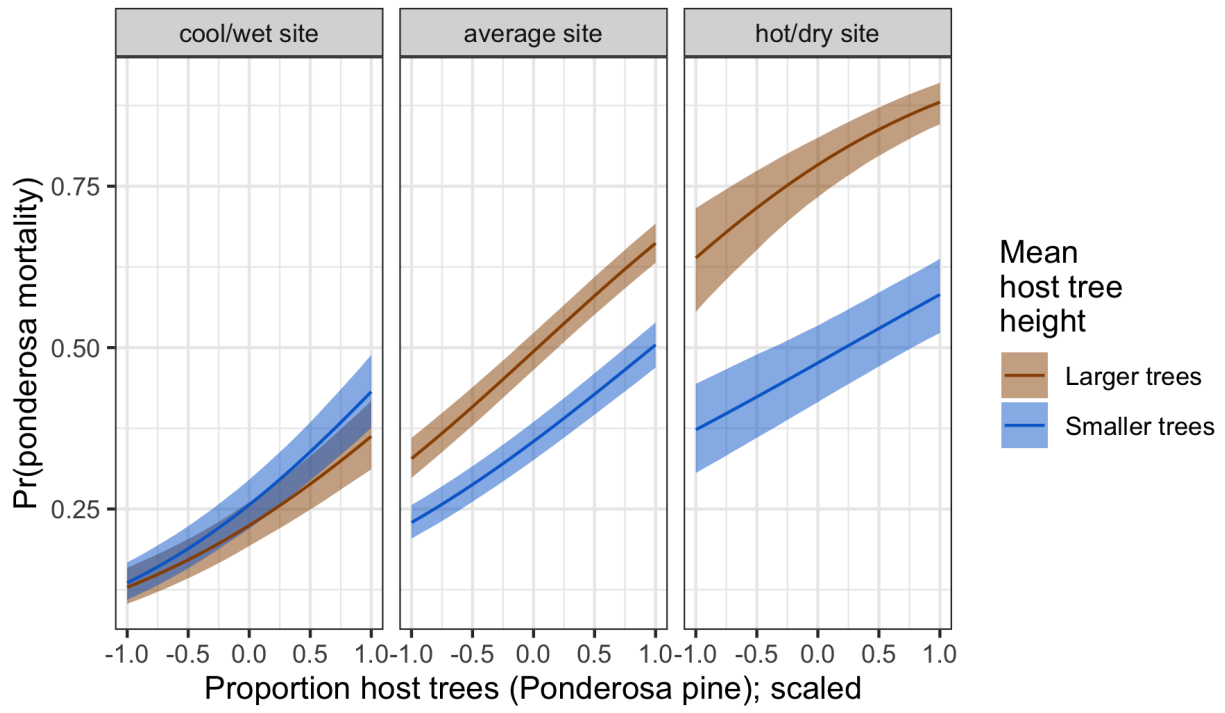 cool/wet site
average site
hot/dry site
Pr(ponderosa mortality)
0.75
0.50
0.25
-1.0 -0.5 0.0 0.5 1.0
-1.0 -0.5 0.0 0.5 1.0
-1.0 -0.5 0.0 0.5 1.0
Proportion host trees (Ponderosa pine); scaled
Mean
host tree
height
Larger trees
Smaller trees